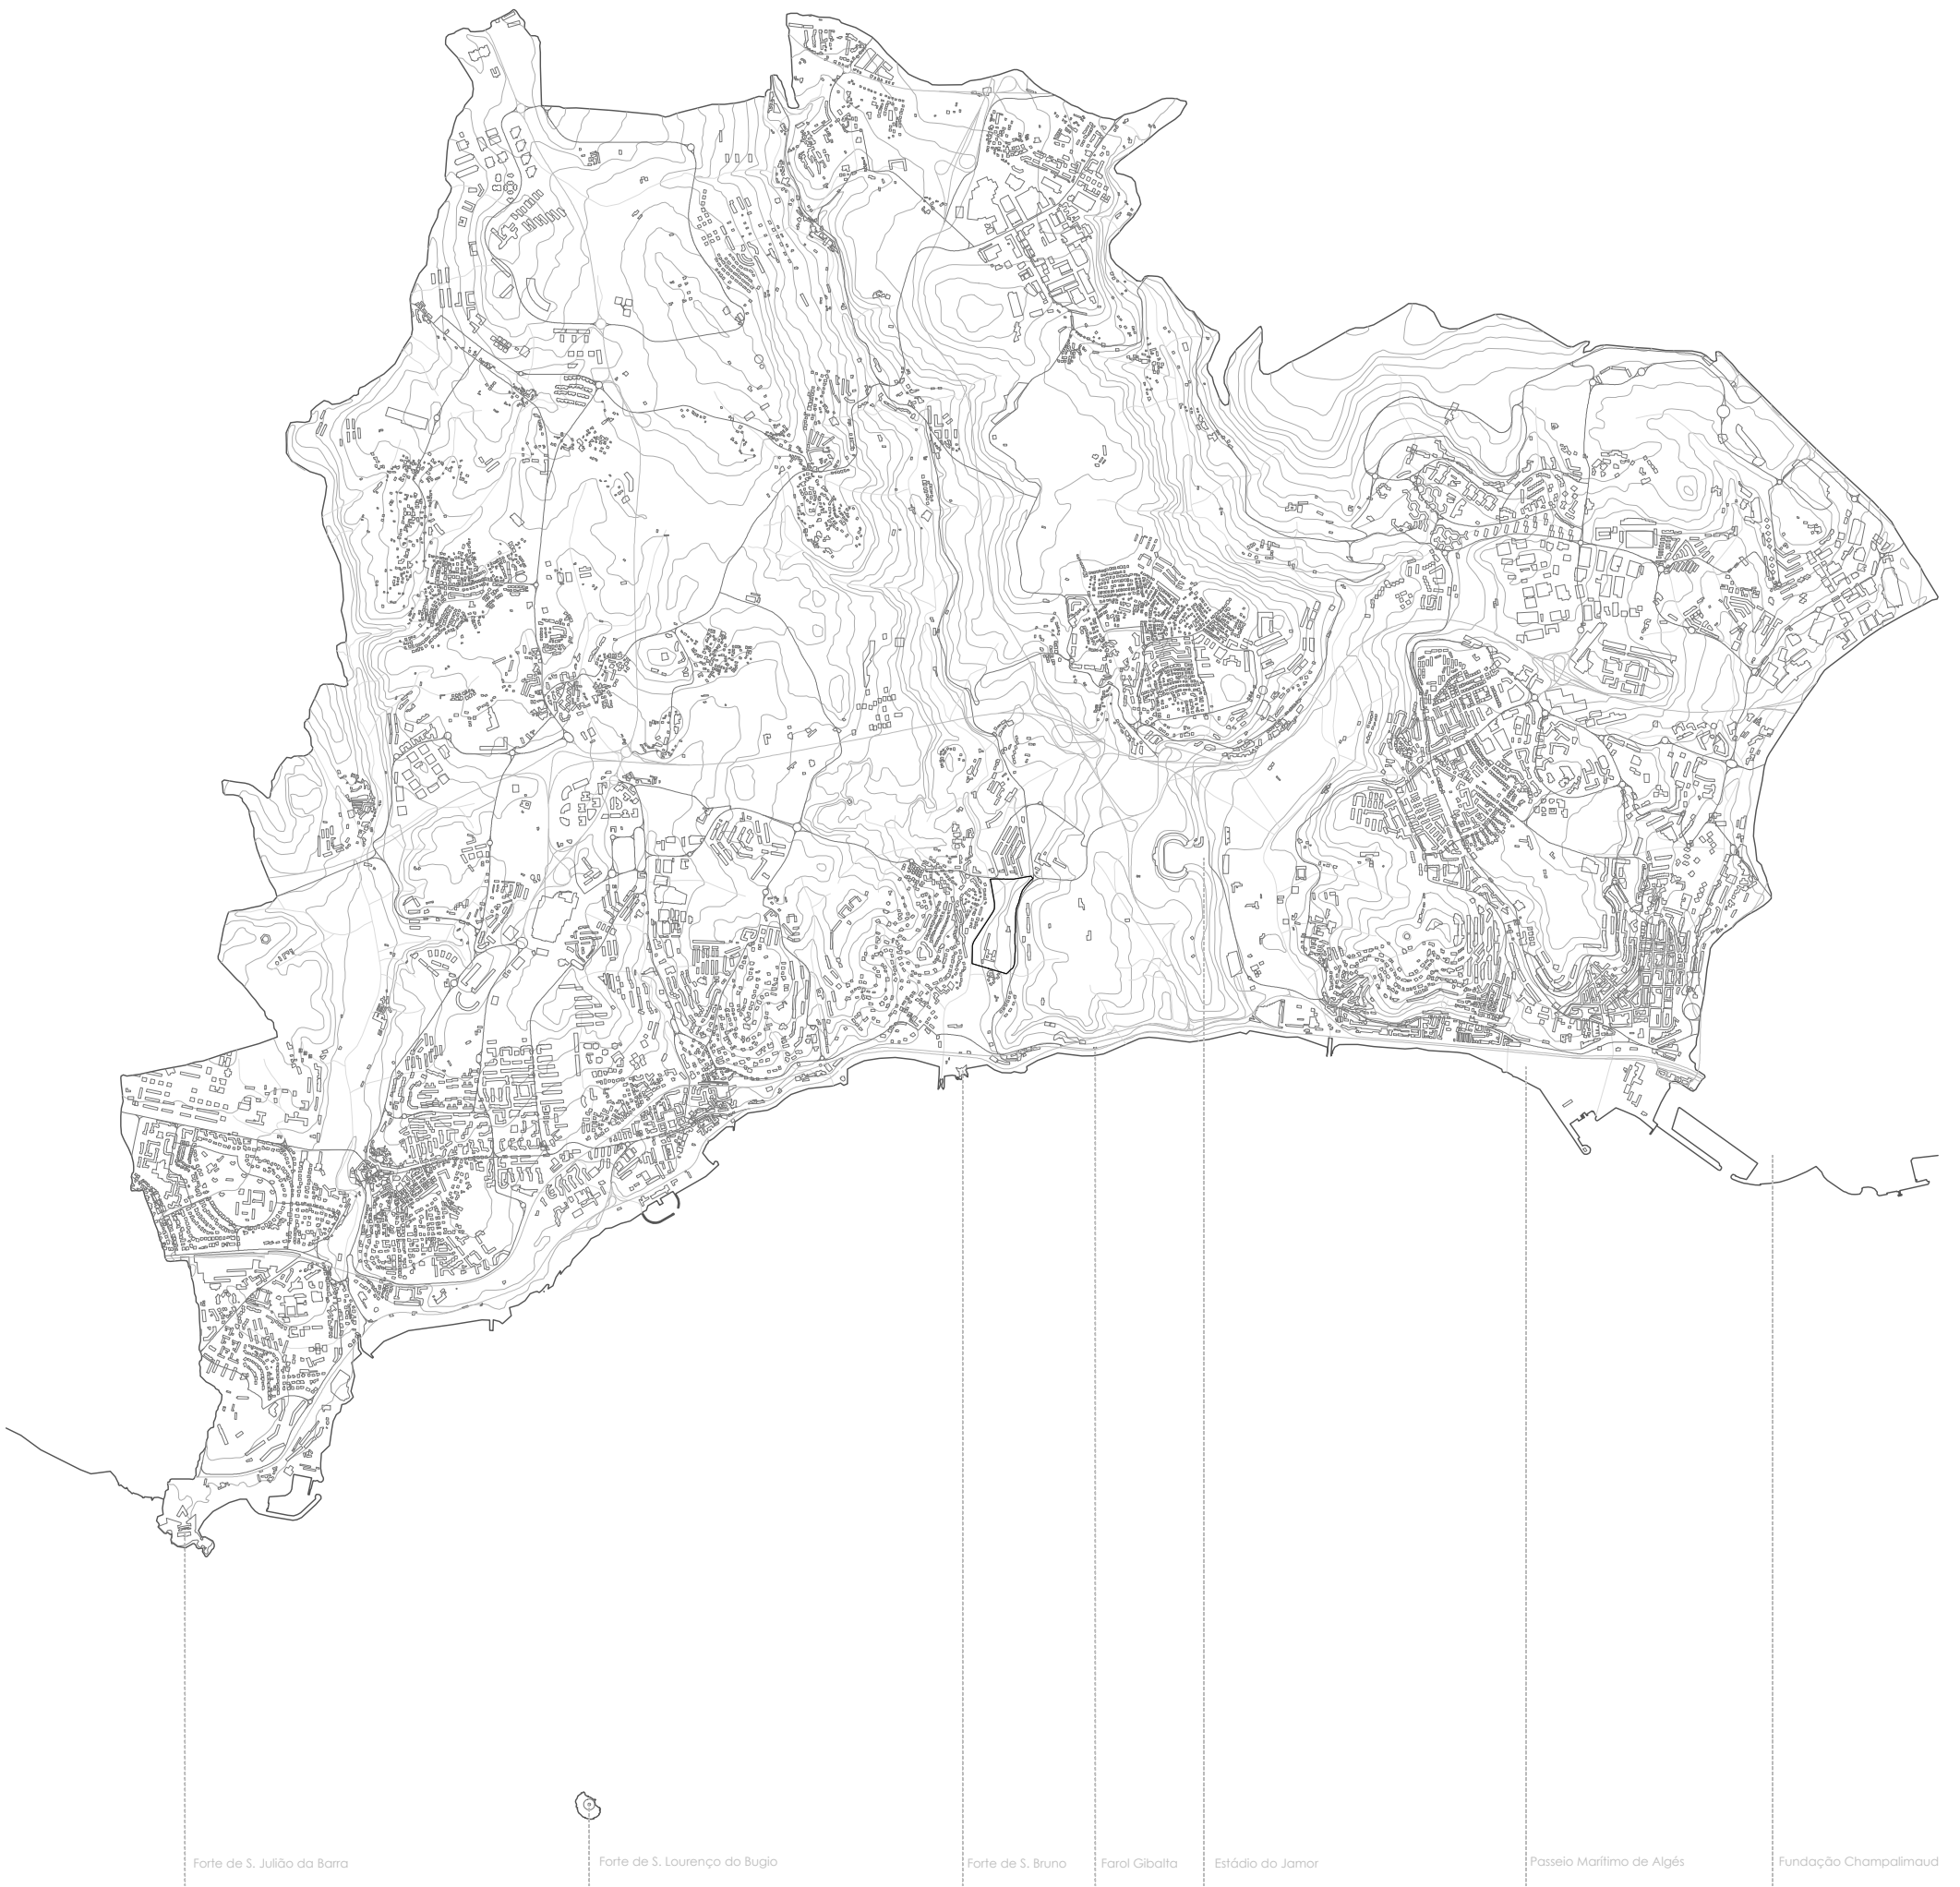 Forte de S. Julião da Barra
Forte de S. Lourenço do Bugio
Forte de S. Bruno
Farol Gibalta
Estádio do Jamor
Passeio Marítimo de Algés
Fundação Champalimaud